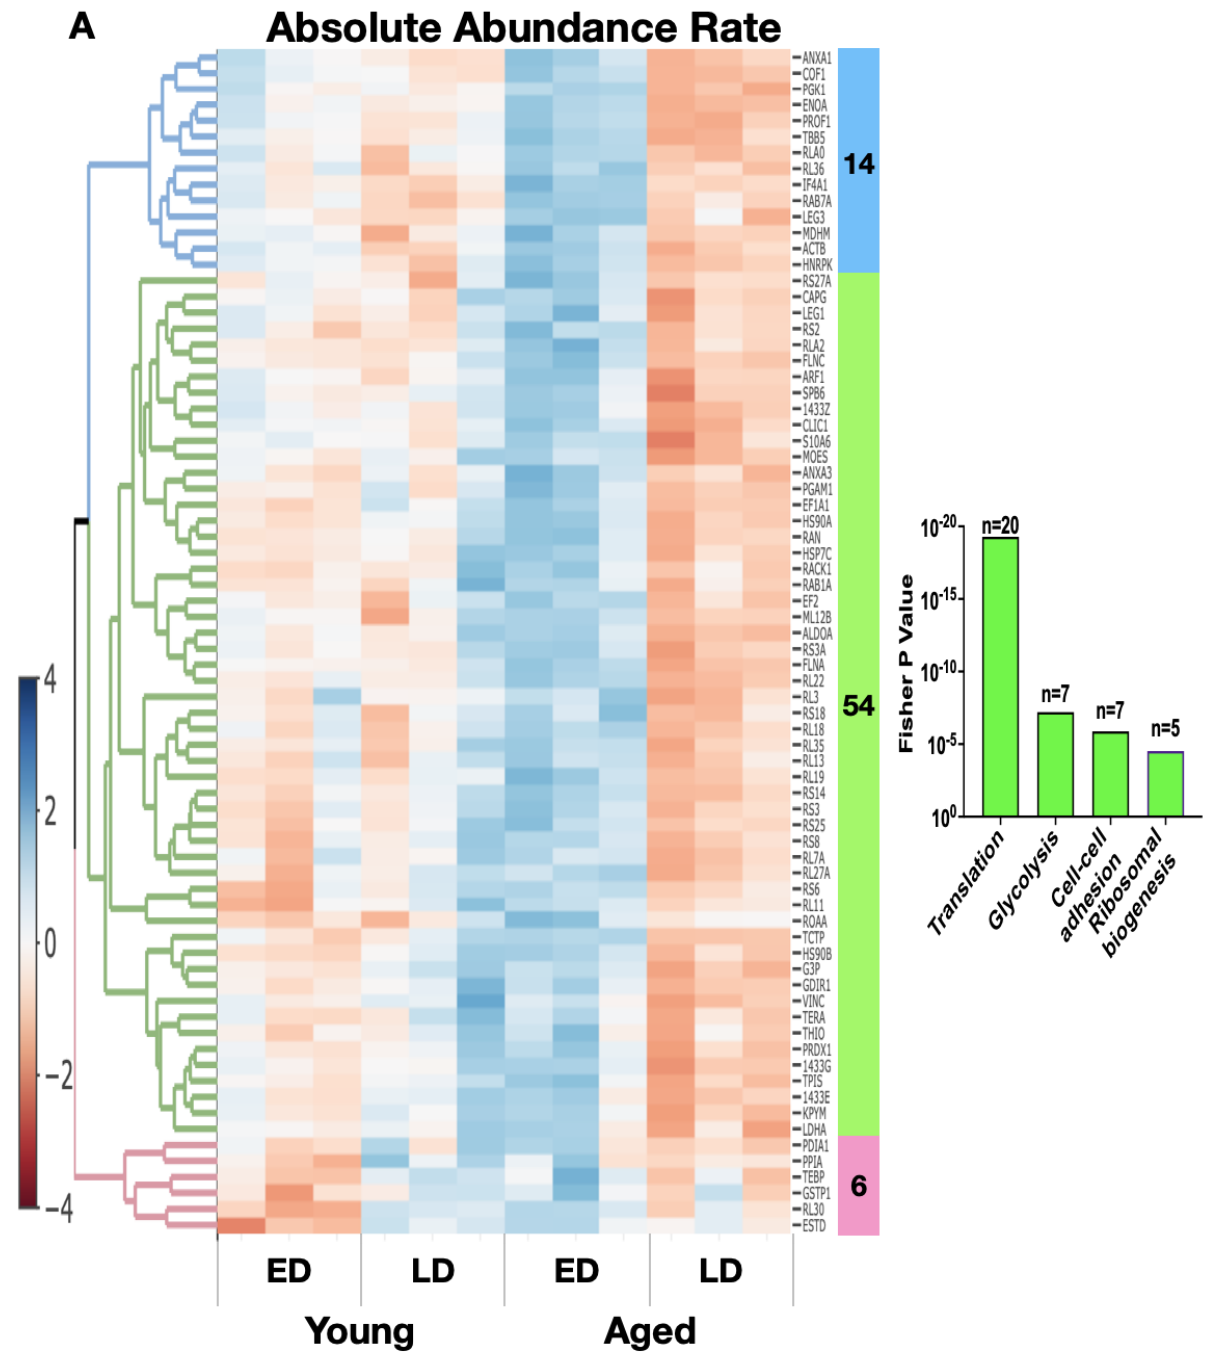 A
Absolute Abundance Rate
ANXA1
COF1
PGK1
ENOA
PROF1
TBB5
RLA0
RL36
IF4A1
RAB7A
LEG3
MDHM
ACTB
HNRPK
RS27A
CAPG
LEG1
RS2
RLA2
FLNC
ARF1
SPB6
1433Z
CLIC1
S10A6
MOES
ANXA3
PGAM1
EF1A1
HS90A
RAN
HSP7C
RACK1
RAB1A
EF2
ML12B
ALDOA
RS3A
FLNA
RL22
RL3
RS18
RL18
RL35
RL13
RL19
RS14
RS3
RS25
RS8
RL7A
RL27A
RS6
RL11
ROAA
TCTP
HS90B
G3P
GDIR1
VINC
TERA
THIO
PRDX1
1433G
TPIS
1433E
KPYM
LDHA
PDIA1
PPIA
TEBP
GSTP1
RL30
ESTD
14
54
6
4
2
0
−2
−4
ED
LD
ED
LD
Young
Aged
Fisher P Value
10-20
10-15
10-10
10-5
100
n=20
n=7
n=7
n=5
Translation
Glycolysis
Cell-cell
adhesion
Ribosomal
biogenesis